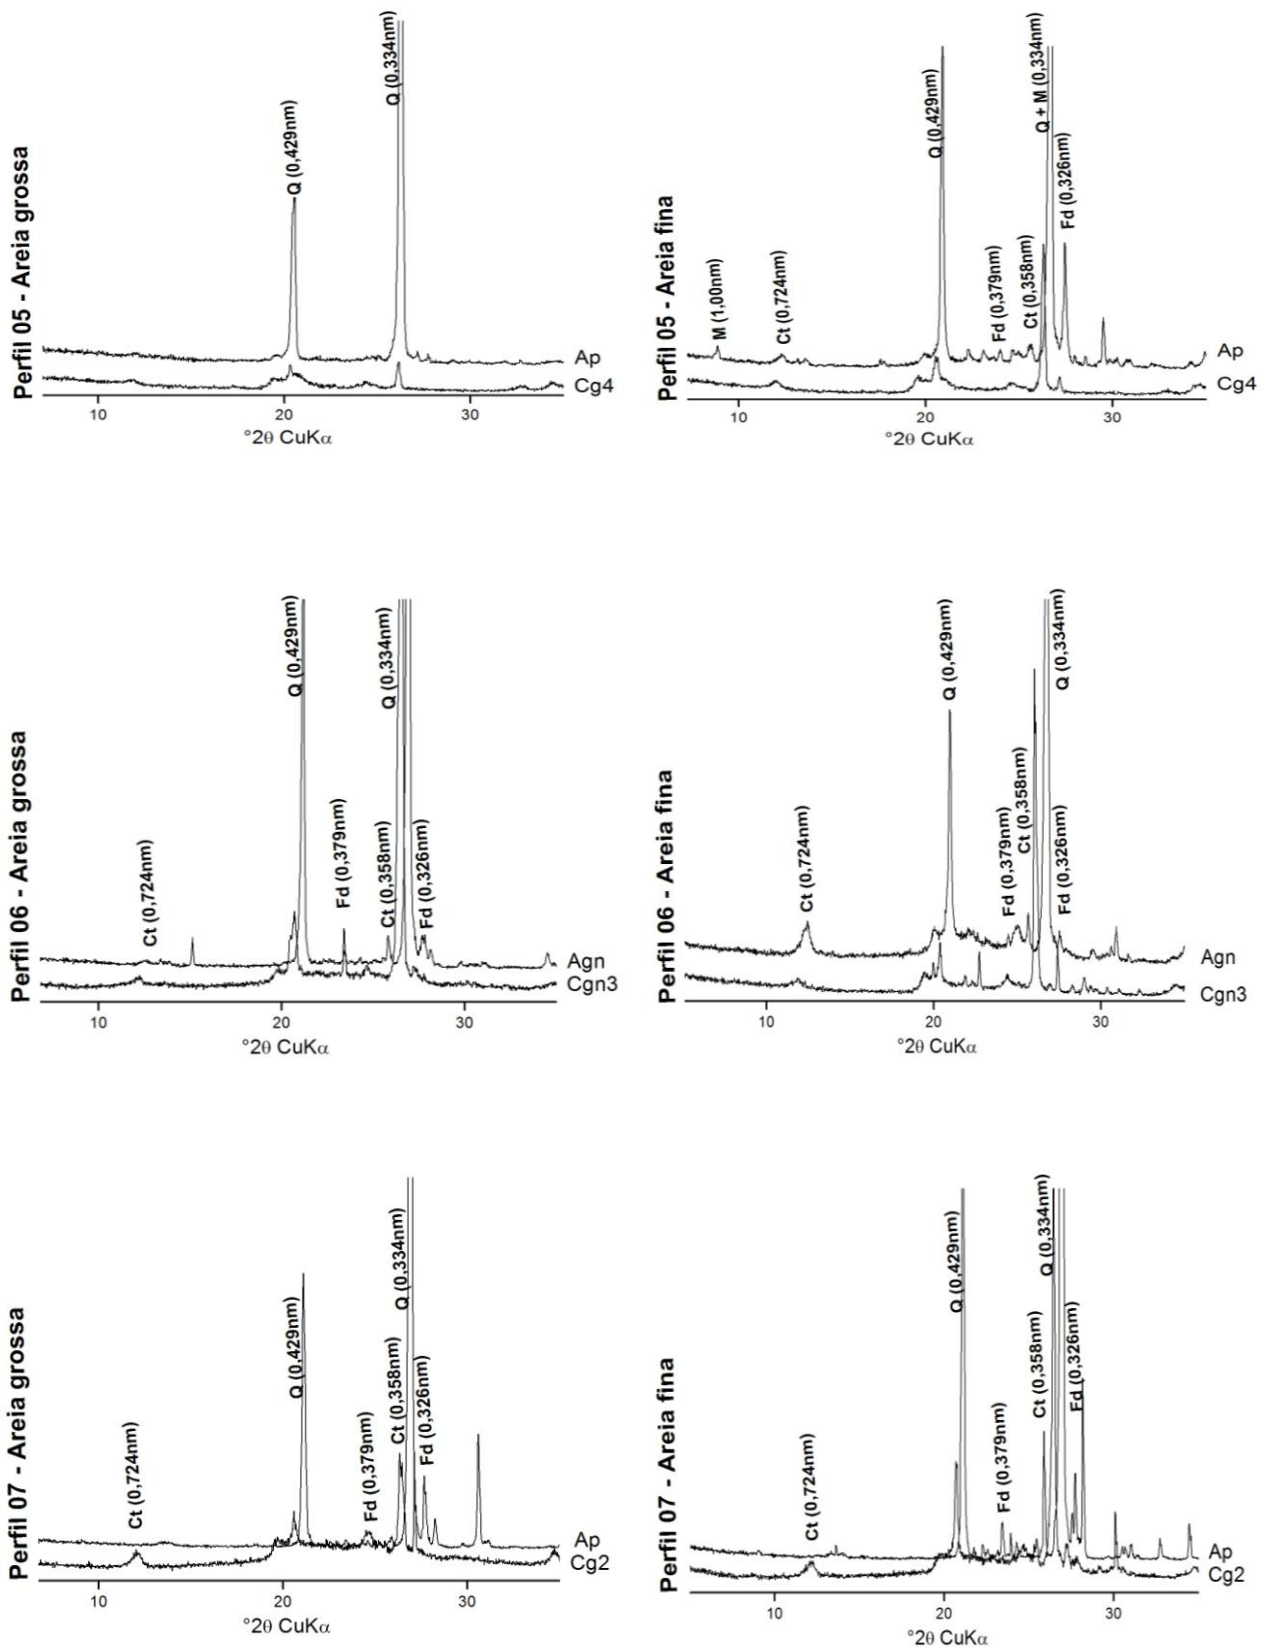 Perfil 05 - Areia grossa
Q (0,429nm)
Q (0,334nm)
Ap
Cg4
10 20 30
°2θ CuKα
Perfil 05 - Areia fina
M (1,00nm)
Ct (0,724nm)
Q (0,429nm)
Fd (0,379nm)
Ct (0,358nm)
Q + M (0,334nm)
Fd (0,326nm)
Ap
Cg4
10 20 30
°2θ CuKα
Perfil 06 - Areia grossa
Ct (0,724nm)
Q (0,429nm)
Fd (0,379nm)
Ct (0,358nm)
Q (0,334nm)
Fd (0,326nm)
Agn
Cgn3
10 20 30
°2θ CuKα
Perfil 06 - Areia fina
Ct (0,724nm)
Q (0,429nm)
Fd (0,379nm)
Ct (0,358nm)
Q (0,334nm)
Fd (0,326nm)
Agn
Cgn3
10 20 30
°2θ CuKα
Perfil 07 - Areia grossa
Ct (0,724nm)
Q (0,429nm)
Fd (0,379nm)
Ct (0,358nm)
Q (0,334nm)
Fd (0,326nm)
Ap
Cg2
10 20 30
°2θ CuKα
Perfil 07 - Areia fina
Ct (0,724nm)
Q (0,429nm)
Fd (0,379nm)
Ct (0,358nm)
Q (0,334nm)
Fd (0,326nm)
Ap
Cg2
10 20 30
°2θ CuKα